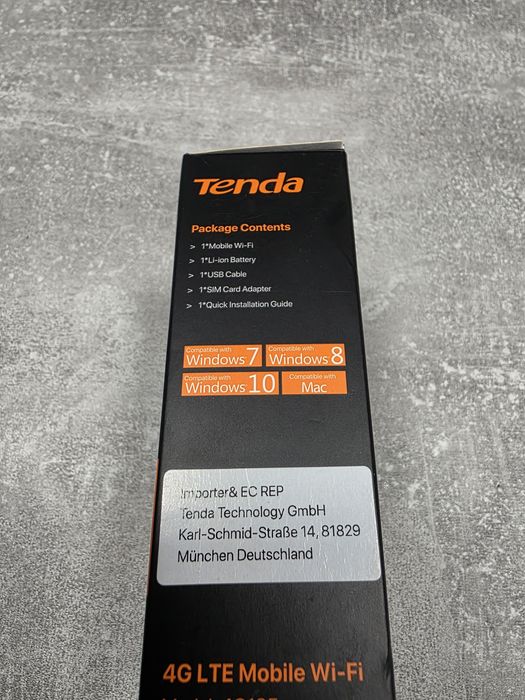 Tenda
Package Contents
> 1*Mobile Wi-Fi
> 1*Li-ion Battery
> 1*USB Cable
> 1*SIM Card Adapter
> 1*Quick Installation Guide
Compatible with Windows 7 Compatible with Windows 8
Compatible with Windows 10 Compatible with Mac
Importer& EC REP
Tenda Technology GmbH
Karl-Schmid-Straße 14, 81829
München Deutschland
4G LTE Mobile Wi-Fi